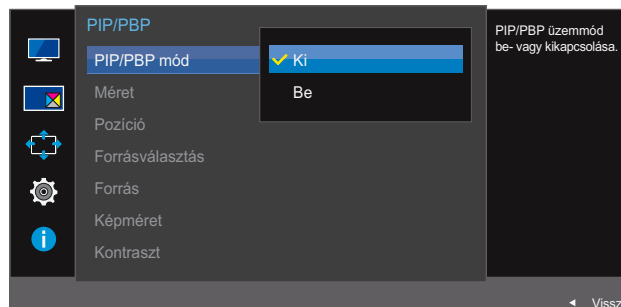 PIP/PBP
PIP/PBP mód
Ki
Be
Méret
Pozíció
Forrásválasztás
Forrás
Képméret
Kontraszt
PIP/PBP üzemmód
be- vagy kikapcsolása.
Vissz